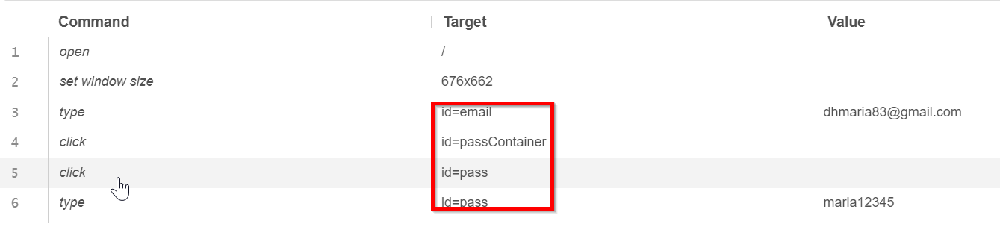 Command Target Value
1 open /
2 set window size 676x662
3 type id=email dhmaria83@gmail.com
4 click id=passContainer
5 click id=pass
6 type id=pass maria12345